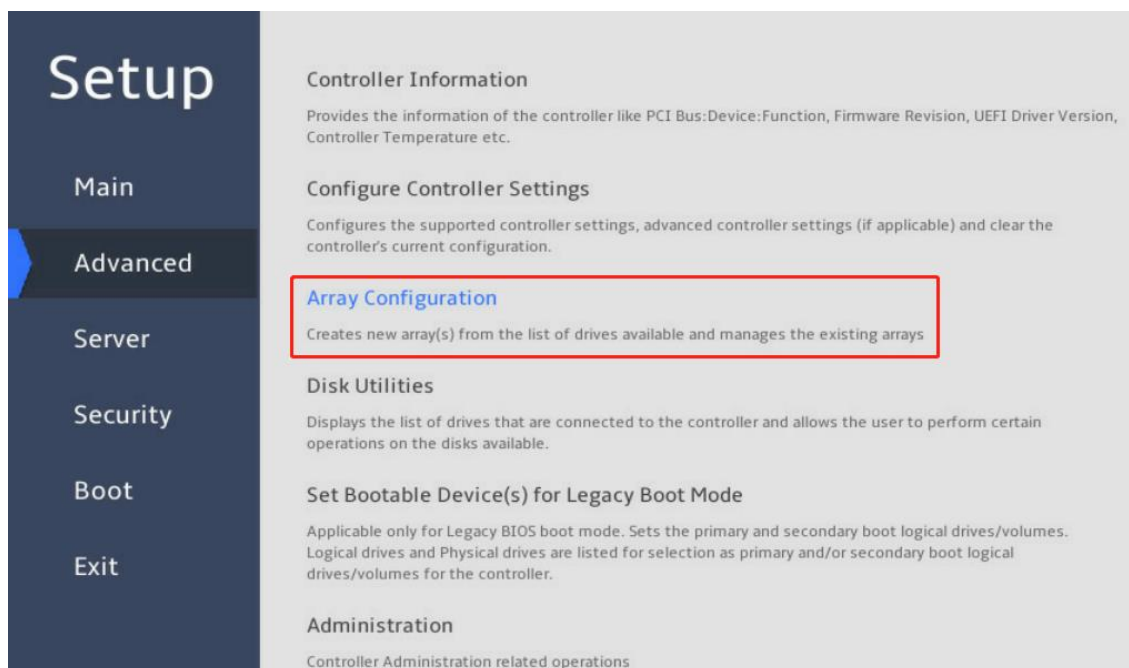 Setup
Main
Advanced
Server
Security
Boot
Exit
Controller Information
Provides the information of the controller like PCI Bus:Device:Function, Firmware Revision, UEFI Driver Version,
Controller Temperature etc.
Configure Controller Settings
Configures the supported controller settings, advanced controller settings (if applicable) and clear the
controller's current configuration.
Array Configuration
Creates new array(s) from the list of drives available and manages the existing arrays
Disk Utilities
Displays the list of drives that are connected to the controller and allows the user to perform certain
operations on the disks available.
Set Bootable Device(s) for Legacy Boot Mode
Applicable only for Legacy BIOS boot mode. Sets the primary and secondary boot logical drives/volumes.
Logical drives and Physical drives are listed for selection as primary and/or secondary boot logical
drives/volumes for the controller.
Administration
Controller Administration related operations